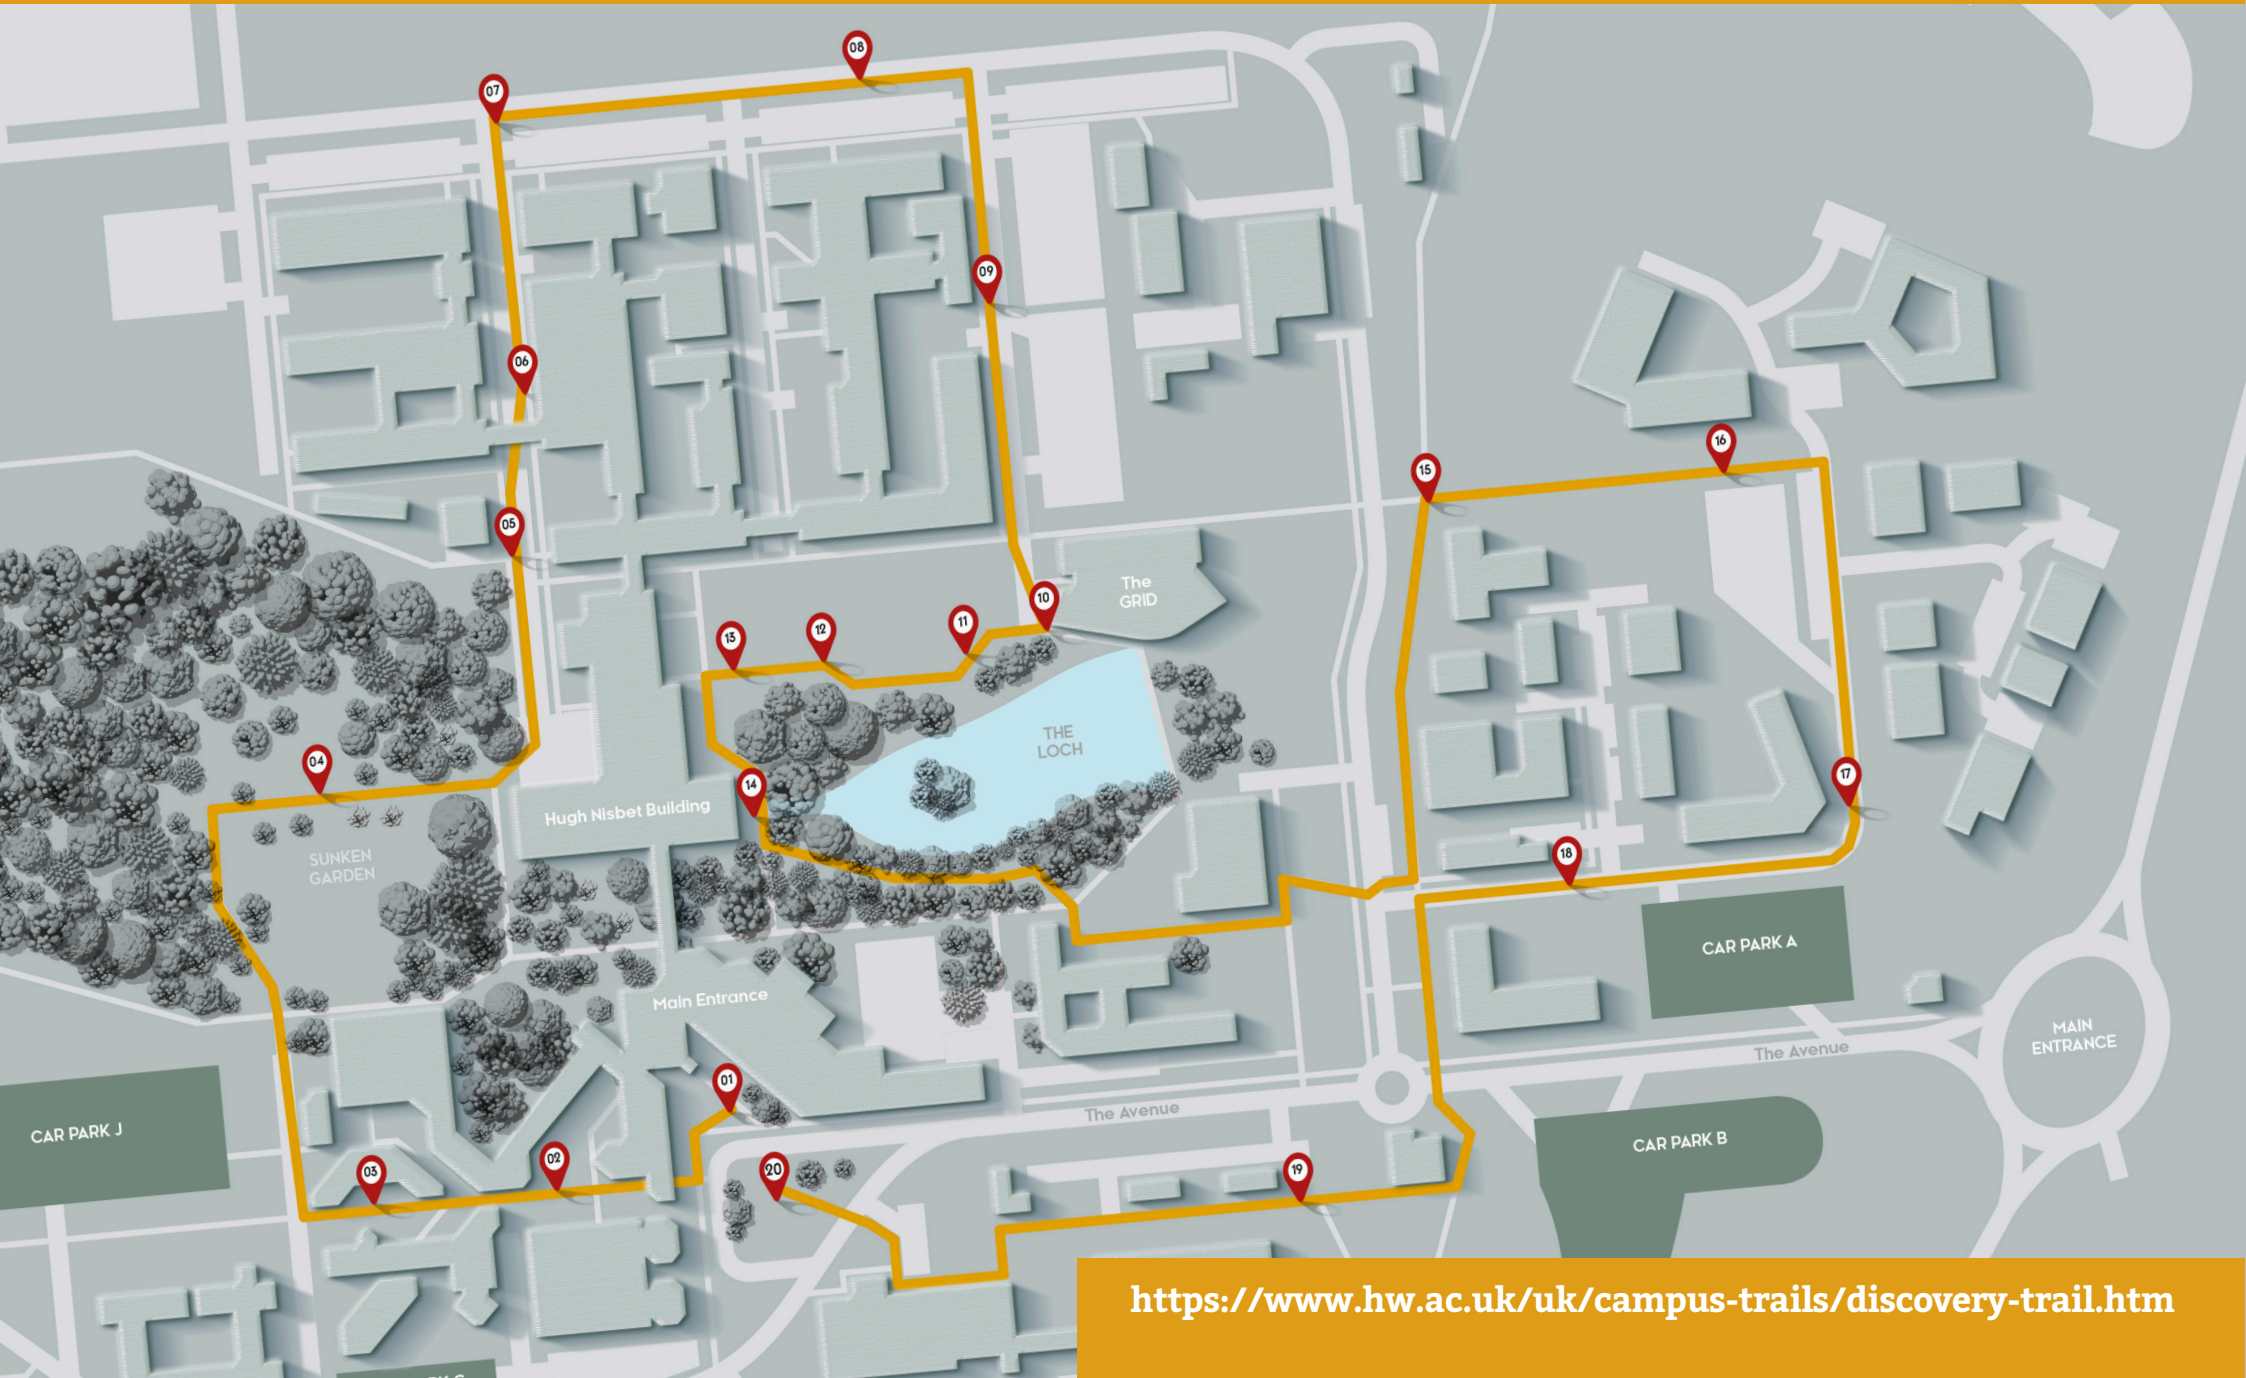 08
07
09
06
15
16
05
The
GRID
10
11
12
13
THE
LOCH
04
14
17
Hugh Nisbet Building
SUNKEN
GARDEN
18
CAR PARK A
Main Entrance
MAIN
ENTRANCE
The Avenue
01
The Avenue
CAR PARK J
CAR PARK B
02
03
20
19
https://www.hw.ac.uk/uk/campus-trails/discovery-trail.htm